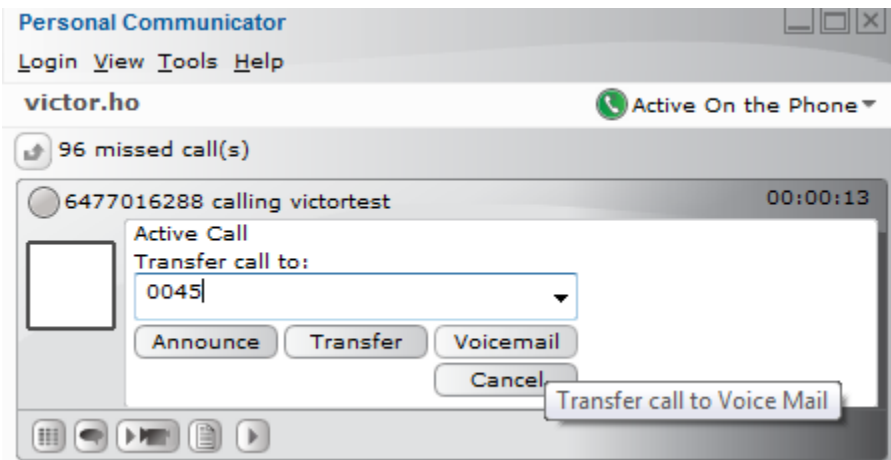 Personal Communicator
Login View Tools Help
victor.ho Active On the Phone
96 missed call(s)
6477016288 calling victortest 00:00:13
Active Call
Transfer call to:
0045
Announce Transfer Voicemail
Cancel
Transfer call to Voice Mail